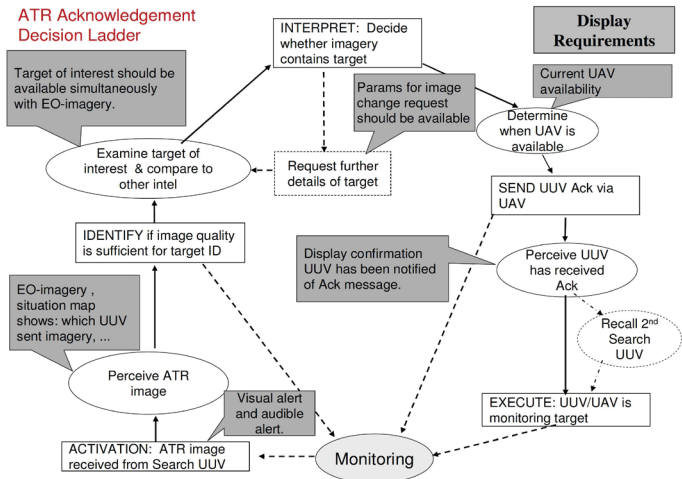 ATR Acknowledgement
Decision Ladder
INTERPRET: Decide
whether imagery
contains target
Display
Requirements
Target of interest should be
available simultaneously
with EO-imagery.
Params for image
change request
should be available
Current UAV
availability
Determine
when UAV is
available
Examine target of
interest & compare to
other intel
Request further
details of target
SEND UUV Ack via
UAV
IDENTIFY if image quality
is sufficient for target ID
Display confirmation
UUV has been notified
of Ack message.
Perceive UUV
has received
Ack
EO-imagery ,
situation map
shows: which UUV
sent imagery, ...
Recall 2nd
Search
UUV
Perceive ATR
image
Visual alert
and audible
alert.
EXECUTE: UUV/UAV is
monitoring target
ACTIVATION: ATR image
received from Search UUV
Monitoring